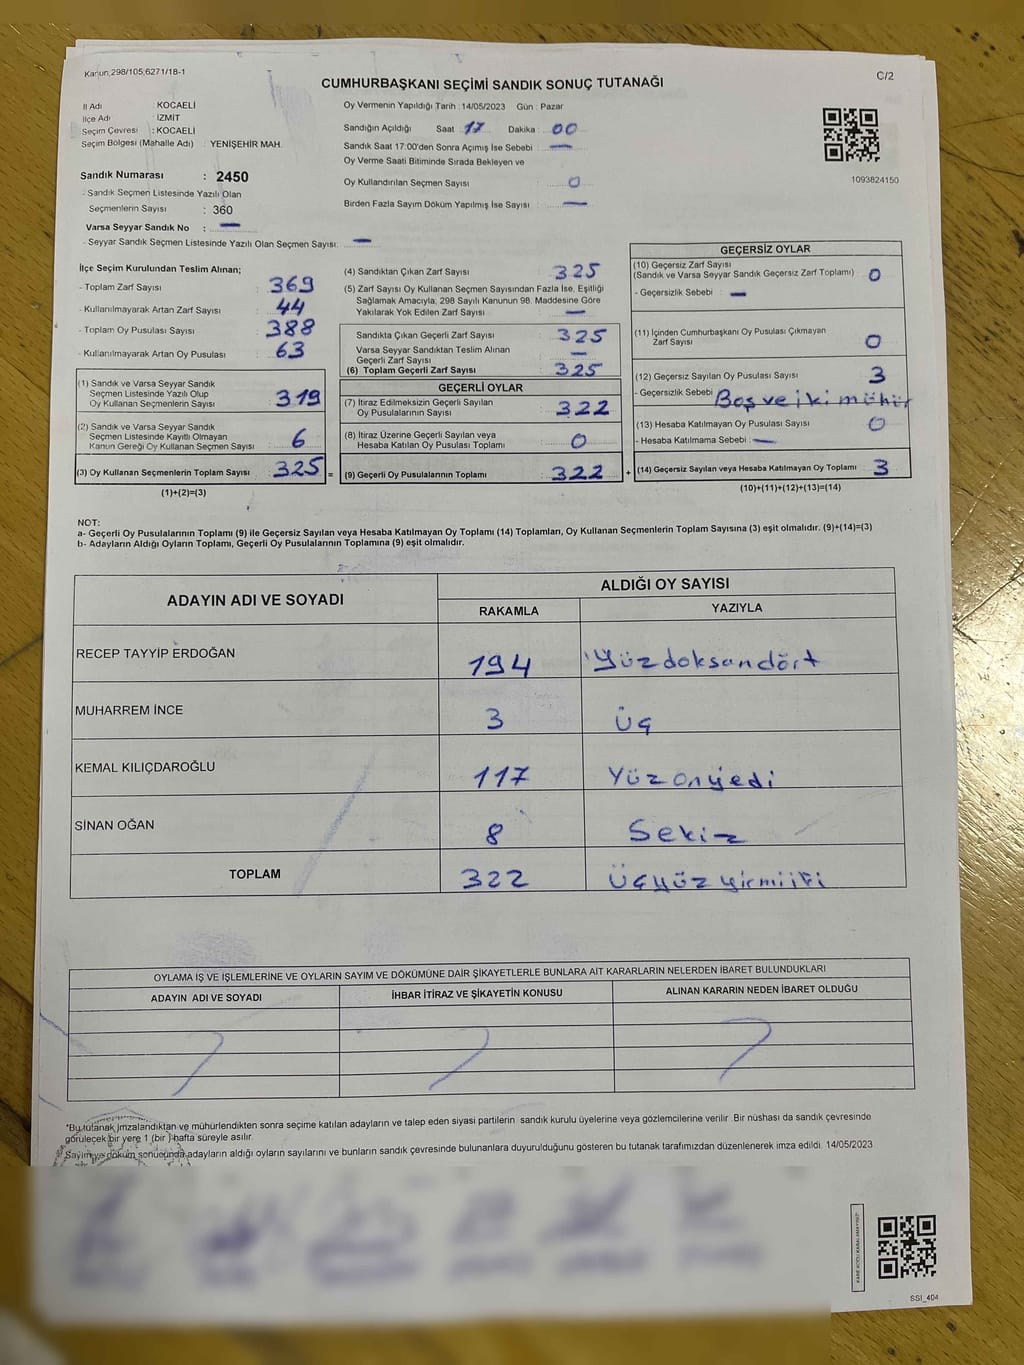 Kanun 298/105,6271/18-1
C/2
CUMHURBAŞKANI SEÇİMİ SANDIK SONUÇ TUTANAĞI
İl Adı KOCAELİ
İlçe Adı İZMİT
Seçim Çevresi : KOCAELİ
Seçim Bölgesi (Mahalle Adı) : YENİŞEHİR MAH.
Sandık Numarası : 2450
- Sandık Seçmen Listesinde Yazılı Olan
Seçmenlerin Sayısı : 360
Varsa Seyyar Sandık No : —
- Seyyar Sandık Seçmen Listesinde Yazılı Olan Seçmen Sayısı: —
Oy Vermenin Yapıldığı Tarih : 14/05/2023 Gün : Pazar
Sandığın Açıldığı Saat : 17 Dakika : 00
Sandık Saat 17:00'den Sonra Açımış İse Sebebi : —
Oy Verme Saati Bitiminde Sırada Bekleyen ve
Oy Kullandırılan Seçmen Sayısı : 0
Birden Fazla Sayım Döküm Yapılmış İse Sayısı : —
1093824150
İlçe Seçim Kurulundan Teslim Alınan;
- Toplam Zarf Sayısı : 369
- Kullanılmayarak Artan Zarf Sayısı : 44
- Toplam Oy Pusulası Sayısı : 388
- Kullanılmayarak Artan Oy Pusulası : 63
(1) Sandık ve Varsa Seyyar Sandık
Seçmen Listesinde Yazılı Olup
Oy Kullanan Seçmenlerin Sayısı : 319
(2) Sandık ve Varsa Seyyar Sandık
Seçmen Listesinde Kayıtlı Olmayan
Kanun Gereği Oy Kullanan Seçmen Sayısı : 6
(3) Oy Kullanan Seçmenlerin Toplam Sayısı : 325 =
(1)+(2)=(3)
(4) Sandıktan Çıkan Zarf Sayısı : 325
(5) Zarf Sayısı Oy Kullanan Seçmen Sayısından Fazla İse, Eşitliği
Sağlamak Amacıyla, 298 Sayılı Kanunun 98. Maddesine Göre
Yakılarak Yok Edilen Zarf Sayısı : —
Sandıkta Çıkan Geçerli Zarf Sayısı : 325
Varsa Seyyar Sandıktan Teslim Alınan
Geçerli Zarf Sayısı : —
(6) Toplam Geçerli Zarf Sayısı : 325
GEÇERLİ OYLAR
(7) İtiraz Edilmeksizin Geçerli Sayılan
Oy Pusulalarının Sayısı : 322
(8) İtiraz Üzerine Geçerli Sayılan veya
Hesaba Katılan Oy Pusulası Toplamı : 0
(9) Geçerli Oy Pusulalarının Toplamı : 322 +
GEÇERSİZ OYLAR
(10) Geçersiz Zarf Sayısı
(Sandık ve Varsa Seyyar Sandık Geçersiz Zarf Toplamı) : 0
- Geçersizlik Sebebi : —
(11) İçinden Cumhurbaşkanı Oy Pusulası Çıkmayan
Zarf Sayısı : 0
(12) Geçersiz Sayılan Oy Pusulası Sayısı : 3
- Geçersizlik Sebebi : Boş ve iki mühür
(13) Hesaba Katılmayan Oy Pusulası Sayısı : 0
- Hesaba Katılmama Sebebi : —
(14) Geçersiz Sayılan veya Hesaba Katılmayan Oy Toplamı : 3
(10)+(11)+(12)+(13)=(14)
NOT:
a- Geçerli Oy Pusulalarının Toplamı (9) ile Geçersiz Sayılan veya Hesaba Katılmayan Oy Toplamı (14) Toplamları, Oy Kullanan Seçmenlerin Toplam Sayısına (3) eşit olmalıdır. (9)+(14)=(3)
b- Adayların Aldığı Oyların Toplamı, Geçerli Oy Pusulalarının Toplamına (9) eşit olmalıdır.
ADAYIN ADI VE SOYADI
ALDIĞI OY SAYISI
RAKAMLA YAZIYLA
RECEP TAYYİP ERDOĞAN 194 Yüzdoksandört
MUHARREM İNCE 3 Üç
KEMAL KILIÇDAROĞLU 117 Yüz onyedi
SİNAN OĞAN 8 Sekiz
TOPLAM 322 Üçyüz yirmiiki
OYLAMA İŞ VE İŞLEMLERİNE VE OYLARIN SAYIM VE DÖKÜMÜNE DAİR ŞİKAYETLERLE BUNLARA AİT KARARLARIN NELERDEN İBARET BULUNDUKLARI
ADAYIN ADI VE SOYADI İHBAR İTİRAZ VE ŞİKAYETİN KONUSU ALINAN KARARIN NEDEN İBARET OLDUĞU
*Bu tutanak imzalandıktan ve mühürlendikten sonra seçime katılan adayların ve talep eden siyasi partilerin sandık kurulu üyelerine veya gözlemcilerine verilir. Bir nüshası da sandık çevresinde
görülecek bir yere 1 (bir ) hafta süreyle asılır.
Sayım ve döküm sonucunda adayların aldığı oyların sayılarını ve bunların sandık çevresinde bulunanlara duyurulduğunu gösteren bu tutanak tarafımızdan düzenlenerek imza edildi. 14/05/2023
SSİ_404